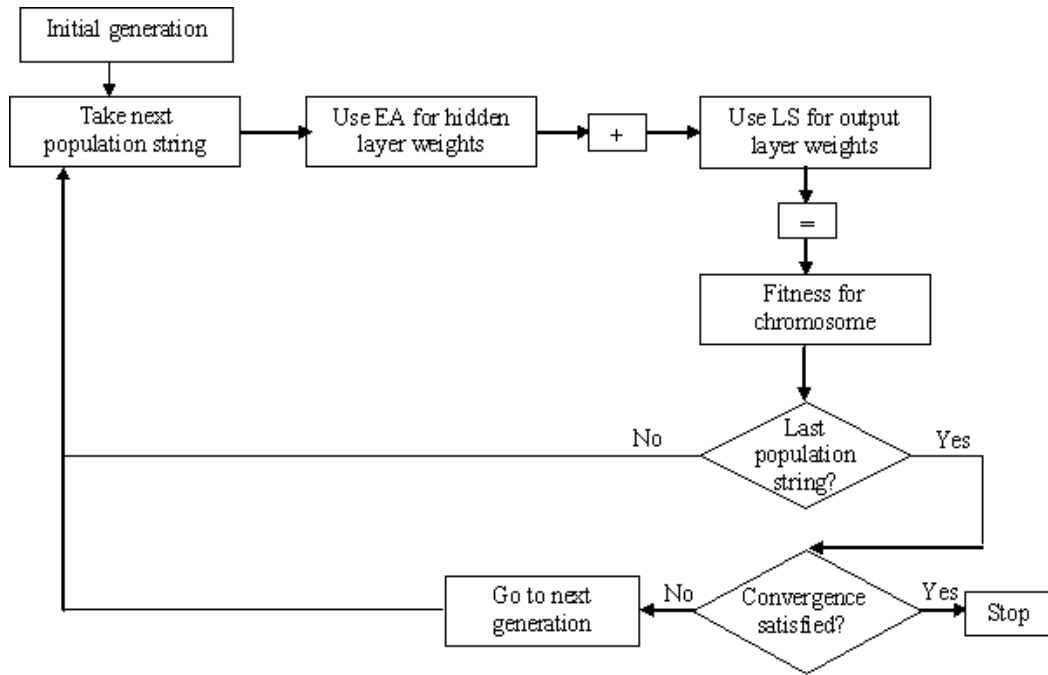 Initial generation
Take next
population string
Use EA for hidden
layer weights
+
Use LS for output
layer weights
=
Fitness for
chromosome
No
Last
population
string?
Yes
Go to next
generation
No
Convergence
satisfied?
Yes
Stop